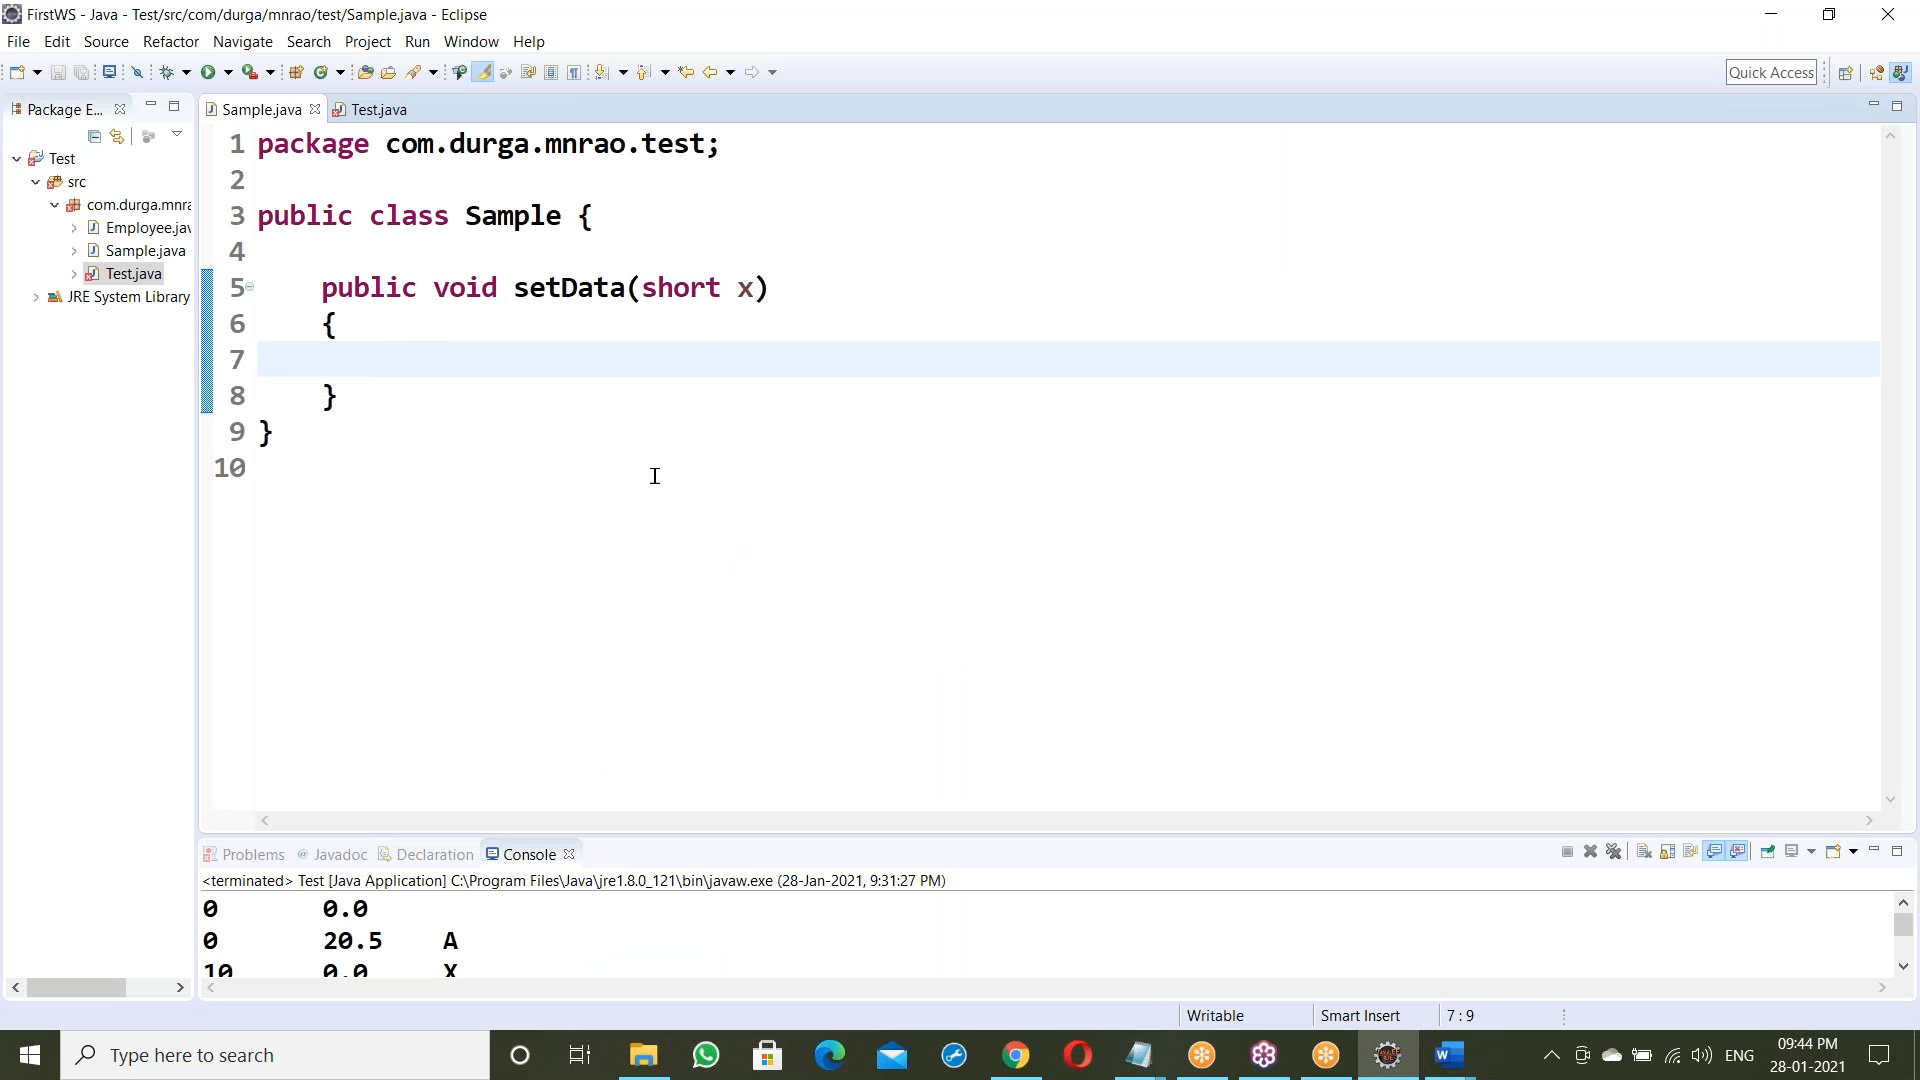 FirstWS - Java - Test/src/com/durga/mnrao/test/Sample.java - Eclipse
File Edit Source Refactor Navigate Search Project Run Window Help
Quick Access
Package E...
Sample.java Test.java
Test
src
com.durga.mnra
Employee.jav
Sample.java
Test.java
JRE System Library
1 package com.durga.mnrao.test;
2
3 public class Sample {
4
5 public void setData(short x)
6 {
7
8 }
9 }
10
Problems @ Javadoc Declaration Console
<terminated> Test [Java Application] C:\Program Files\Java\jre1.8.0_121\bin\javaw.exe (28-Jan-2021, 9:31:27 PM)
0 0.0
0 20.5 A
10 0.0 X
Writable Smart Insert 7 : 9
Type here to search
ENG
09:44 PM
28-01-2021